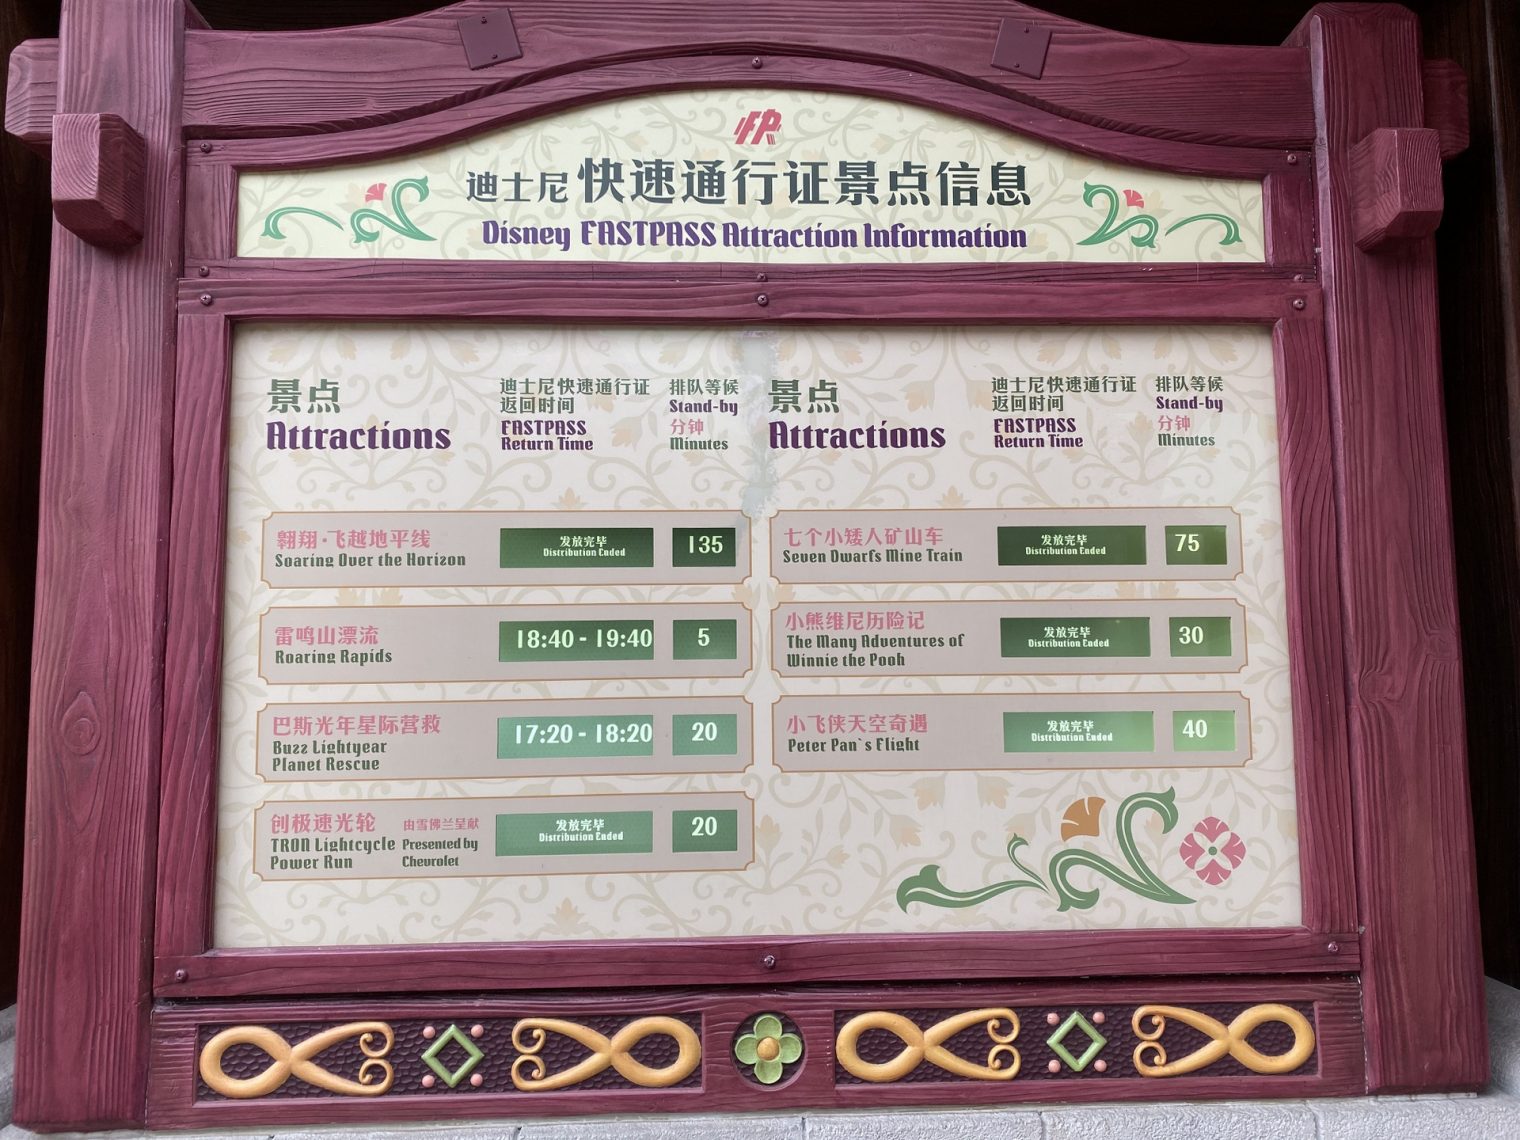 FP
迪士尼 快速通行证景点信息
Disney FASTPASS Attraction Information
景点
Attractions
迪士尼快速通行证
返回时间
FASTPASS
Return Time
排队等候
Stand-by
分钟
Minutes
翱翔·飞越地平线
Soaring Over the Horizon
发放完毕
Distribution Ended
135
雷鸣山漂流
Roaring Rapids
18:40 - 19:40
5
巴斯光年星际营救
Buzz Lightyear
Planet Rescue
17:20 - 18:20
20
创极速光轮
TRON Lightcycle
Power Run
由雪佛兰呈献
Presented by
Chevrolet
发放完毕
Distribution Ended
20
景点
Attractions
迪士尼快速通行证
返回时间
FASTPASS
Return Time
排队等候
Stand-by
分钟
Minutes
七个小矮人矿山车
Seven Dwarfs Mine Train
发放完毕
Distribution Ended
75
小熊维尼历险记
The Many Adventures of
Winnie the Pooh
发放完毕
Distribution Ended
30
小飞侠天空奇遇
Peter Pan`s Flight
发放完毕
Distribution Ended
40